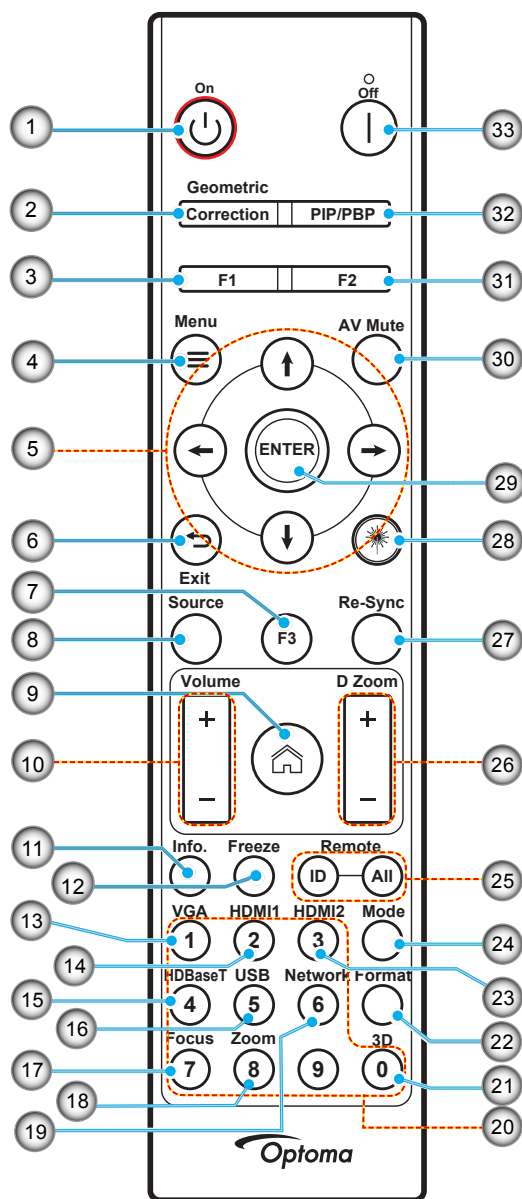 On
Off
1
33
Geometric
2
Correction
PIP/PBP
32
3
F1
F2
31
Menu
AV Mute
4
30
5
ENTER
29
6
28
Exit
7
Source
Re-Sync
8
F3
27
Volume
D Zoom
9
+
+
10
26
−
−
11
Info.
Freeze
Remote
12
ID
All
25
VGA
HDMI1
HDMI2
Mode
13
1
2
3
24
14
HDBaseT
USB
Network
Format
23
15
4
5
6
16
22
Focus
Zoom
3D
17
7
8
9
0
21
18
19
20
Optoma